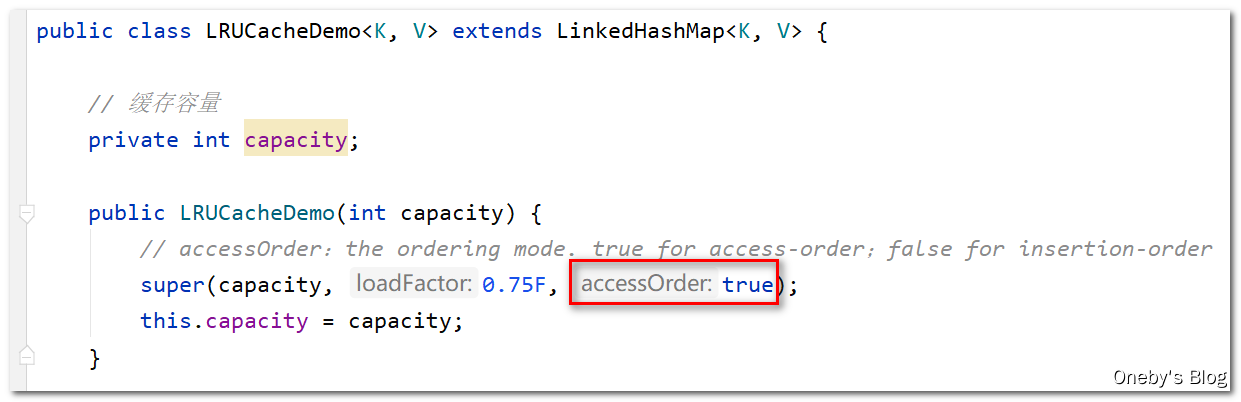 public class LRUCacheDemo<K, V> extends LinkedHashMap<K, V> {
// 缓存容量
private int capacity;
public LRUCacheDemo(int capacity) {
// accessOrder: the ordering mode. true for access-order; false for insertion-order
super(capacity, loadFactor: 0.75F, accessOrder: true);
this.capacity = capacity;
}
Oneby's Blog